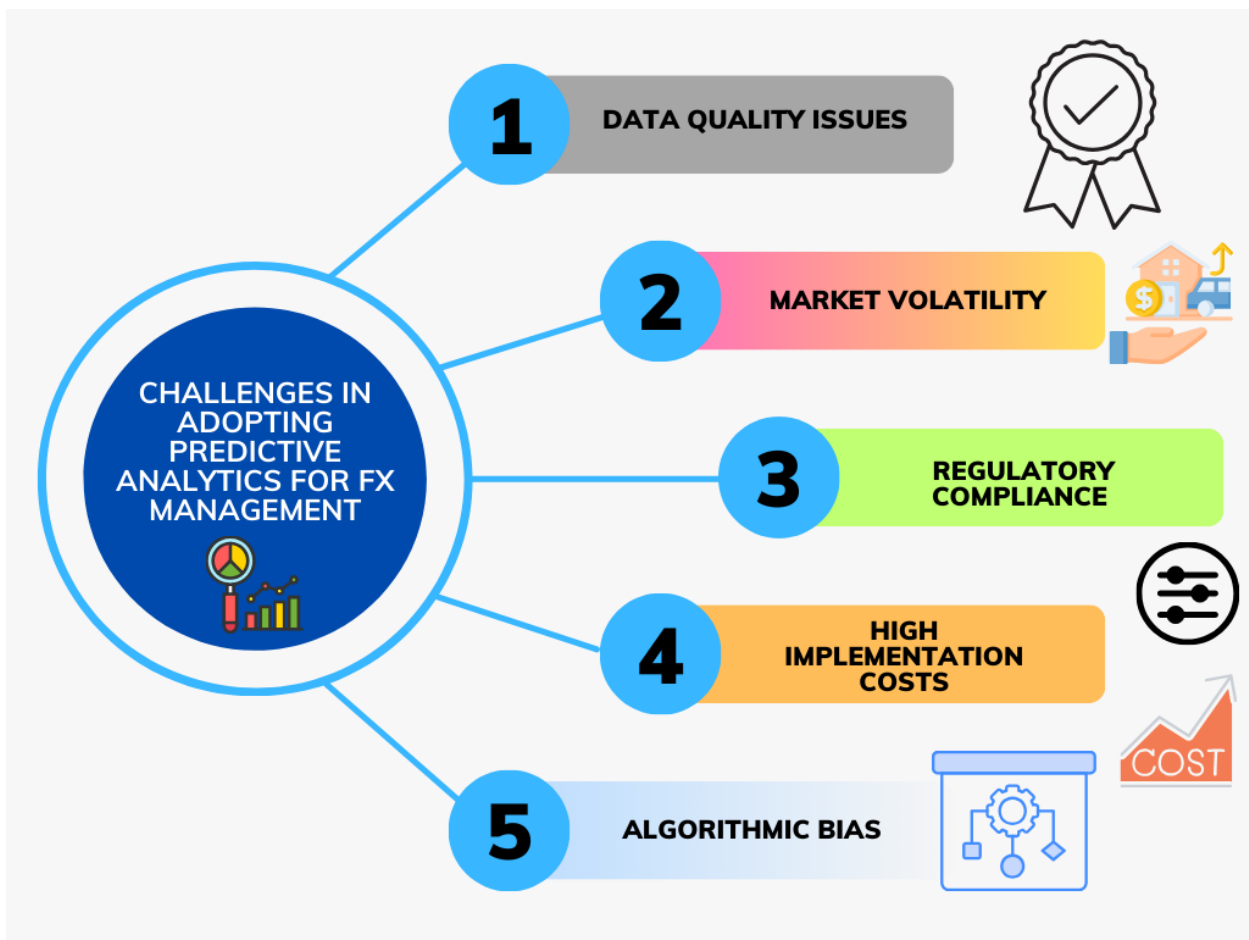 CHALLENGES IN
ADOPTING
PREDICTIVE
ANALYTICS FOR FX
MANAGEMENT
1
DATA QUALITY ISSUES
2
MARKET VOLATILITY
$
3
REGULATORY
COMPLIANCE
4
HIGH
IMPLEMENTATION
COSTS
COST
5
ALGORITHMIC BIAS